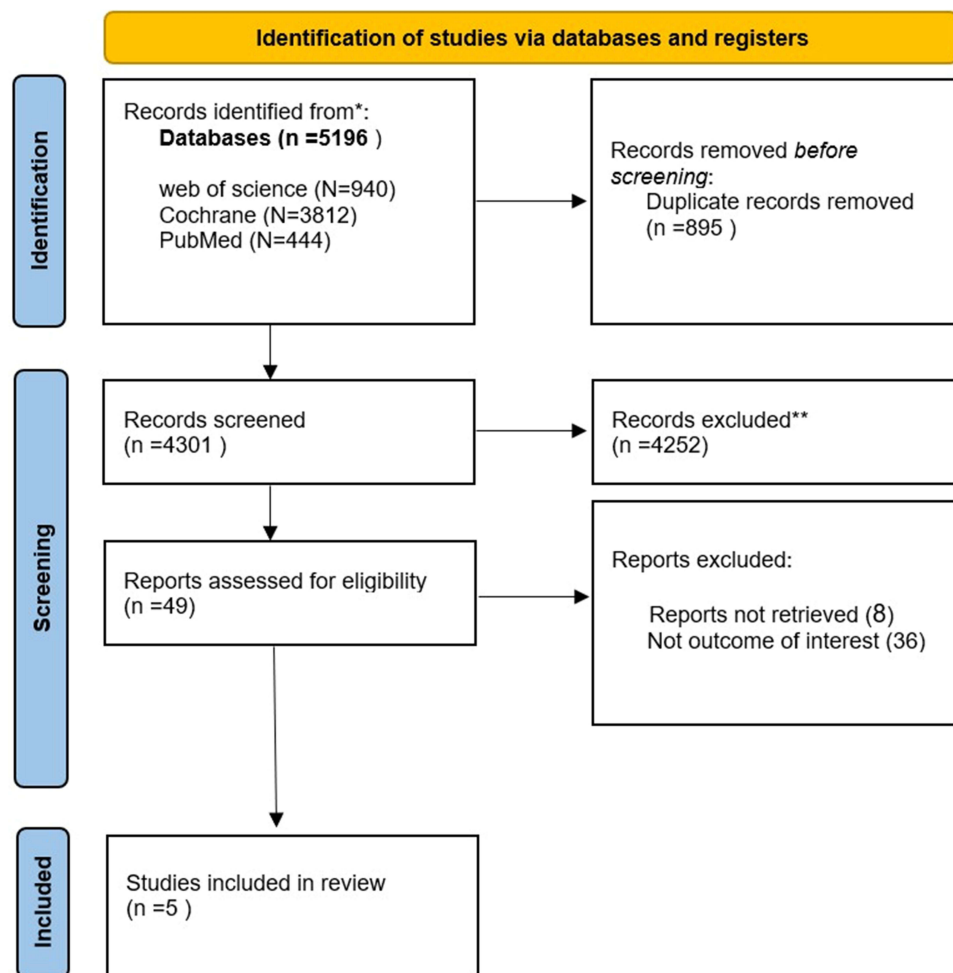 Identification of studies via databases and registers
Identification
Records identified from*:
Databases (n =5196 )
web of science (N=940)
Cochrane (N=3812)
PubMed (N=444)
Records removed before
screening:
Duplicate records removed
(n =895 )
Screening
Records screened
(n =4301 )
Records excluded**
(n =4252)
Reports assessed for eligibility
(n =49)
Reports excluded:
Reports not retrieved (8)
Not outcome of interest (36)
Included
Studies included in review
(n =5 )